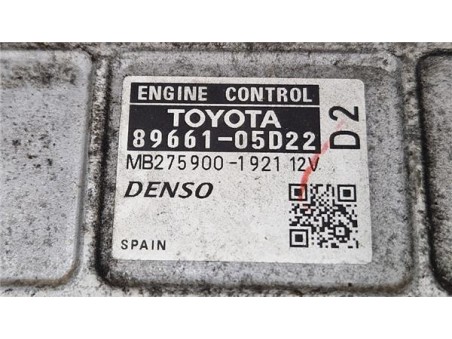 ENGINE CONTROL
TOYOTA
89661-05D22
MB275900-1921 12V
D2
DENSO
SPAIN